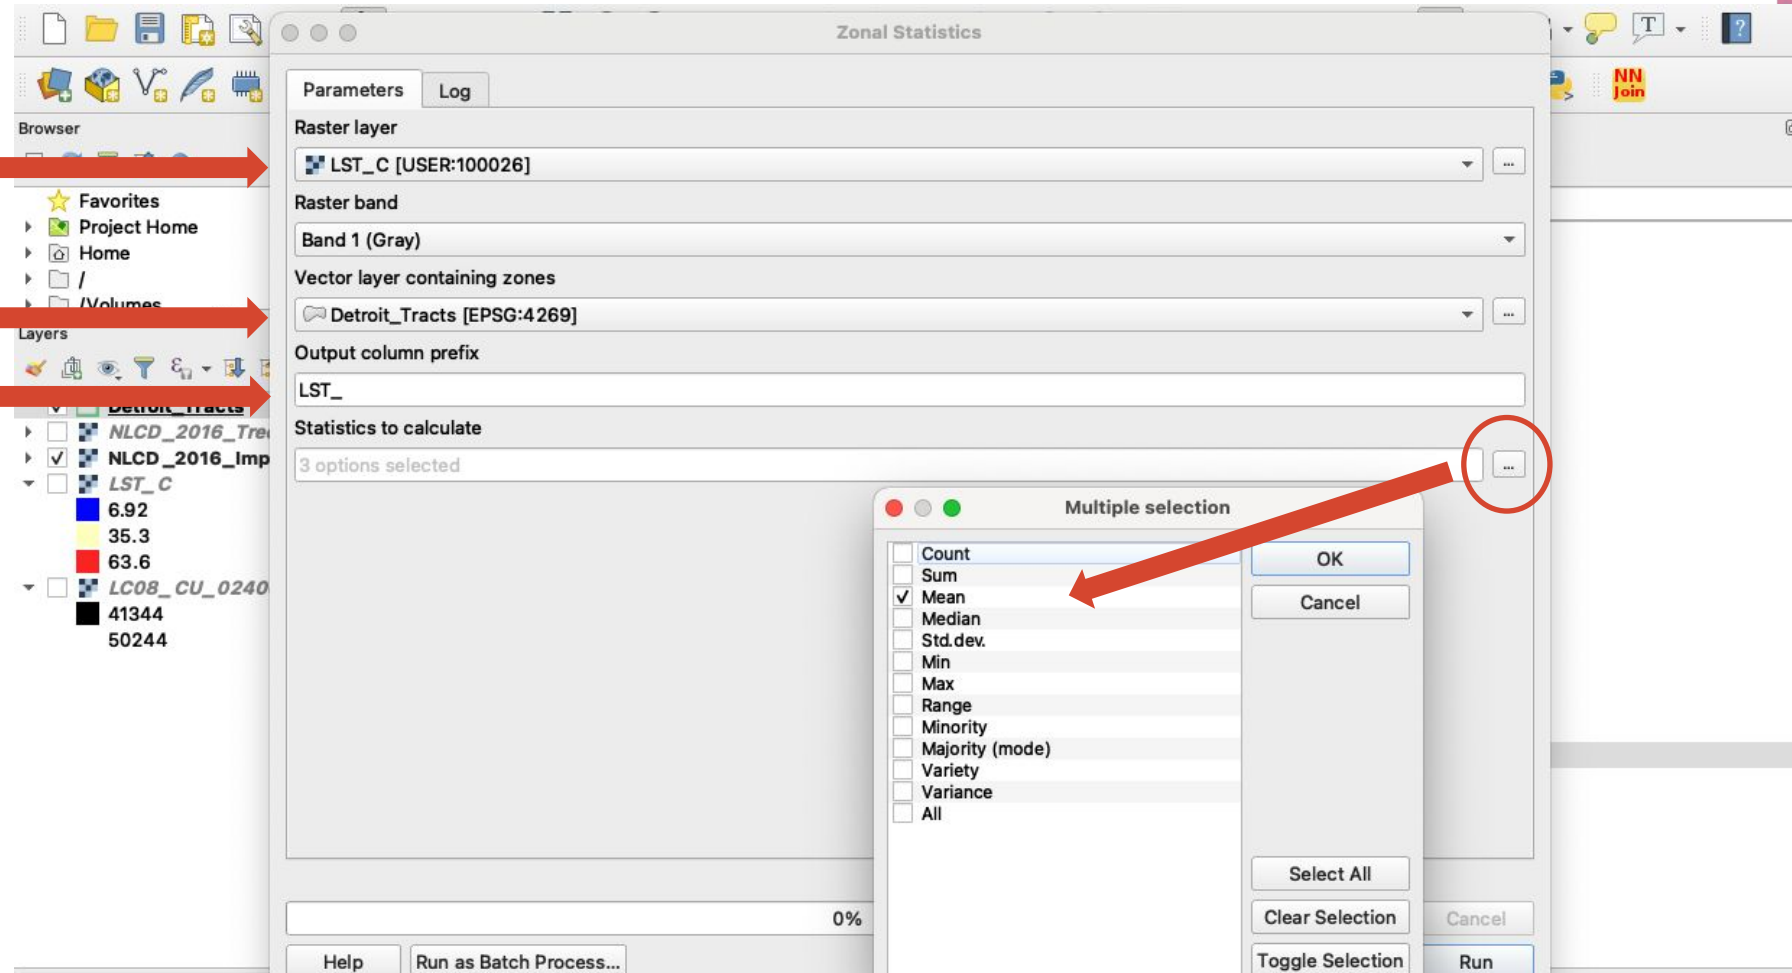 Zonal Statistics
T
?
NN
Join
Parameters
Log
Browser
Raster layer
LST_C [USER:100026]
...
Favorites
Raster band
Project Home
Band 1 (Gray)
Home
Vector layer containing zones
/
/Volumes
Detroit_Tracts [EPSG:4269]
...
Layers
Output column prefix
LST_
Detroit_Tracts
Statistics to calculate
NLCD_2016_Tree
NLCD_2016_Imp
3 options selected
...
LST_C
6.92
35.3
63.6
LC08_CU_0240
41344
50244
Multiple selection
Count
Sum
Mean
Median
Std.dev.
Min
Max
Range
Minority
Majority (mode)
Variety
Variance
All
OK
Cancel
Select All
Clear Selection
Toggle Selection
0%
Cancel
Help
Run as Batch Process...
Run